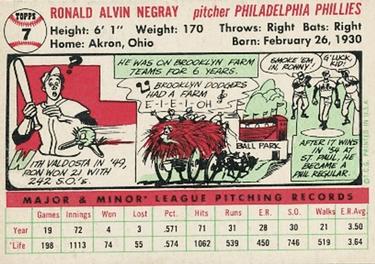 TOPPS
7
RONALD ALVIN NEGRAY pitcher PHILADELPHIA PHILLIES
Height: 6' 1" Weight: 170 Throws: Right Bats: Right
Home: Akron, Ohio Born: February 26, 1930
WITH VALDOSTA IN '49,
RON WON 21 WITH
242 S.O.'s.
HE WAS ON BROOKLYN FARM
TEAMS FOR 6 YEARS.
BROOKLYN DODGERS
HAD A FARM
E-I-E-I-OH
BALL PARK
SMOKE 'EM
IN, RONNY!
G'LUCK,
KID!
AFTER 17 WINS
IN '54 AT
ST. PAUL, HE
BECAME A
PHIL REGULAR.
© T.C.G. PRINTED IN U.S.A.
MAJOR & MINOR LEAGUE PITCHING RECORDS
Games Innings Won Lost Pct. Hits Runs E.R. S.O. Walks E.R.Avg.
Year 19 72 4 3 .571 71 31 28 30 21 3.50
Life 198 1113 74 55 .574 1062 539 450 746 519 3.64